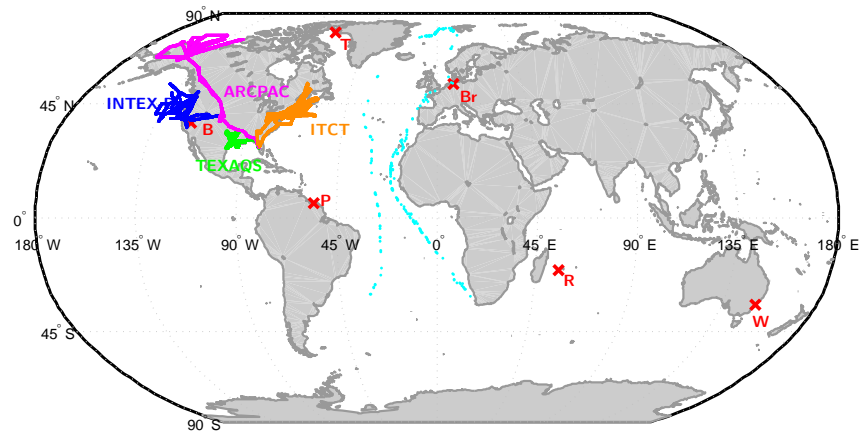 90° N
T
ARCPAC
Br
45° N
INTEX
B
ITCT
TEXAQS
P
0°
180° W
135° W
90° W
45° W
0
45° E
90° E
135° E
180° E
R
W
45° S
90° S